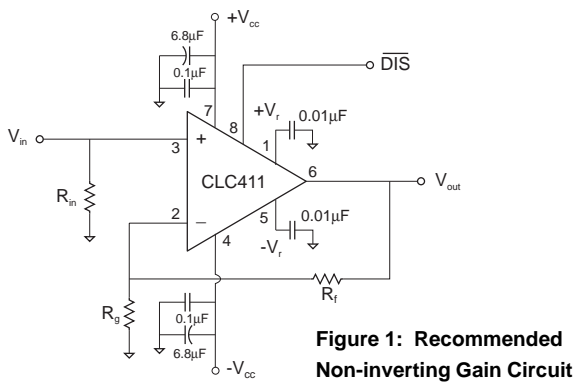 +Vcc
6.8µF
0.1µF
DIS
7
8
+Vr
0.01µF
Vin
3
+
1
6
CLC411
Vout
Rin
2
−
5
0.01µF
4
-Vr
Rf
Rg
0.1µF
6.8µF
-Vcc
Figure 1: Recommended
Non-inverting Gain Circuit